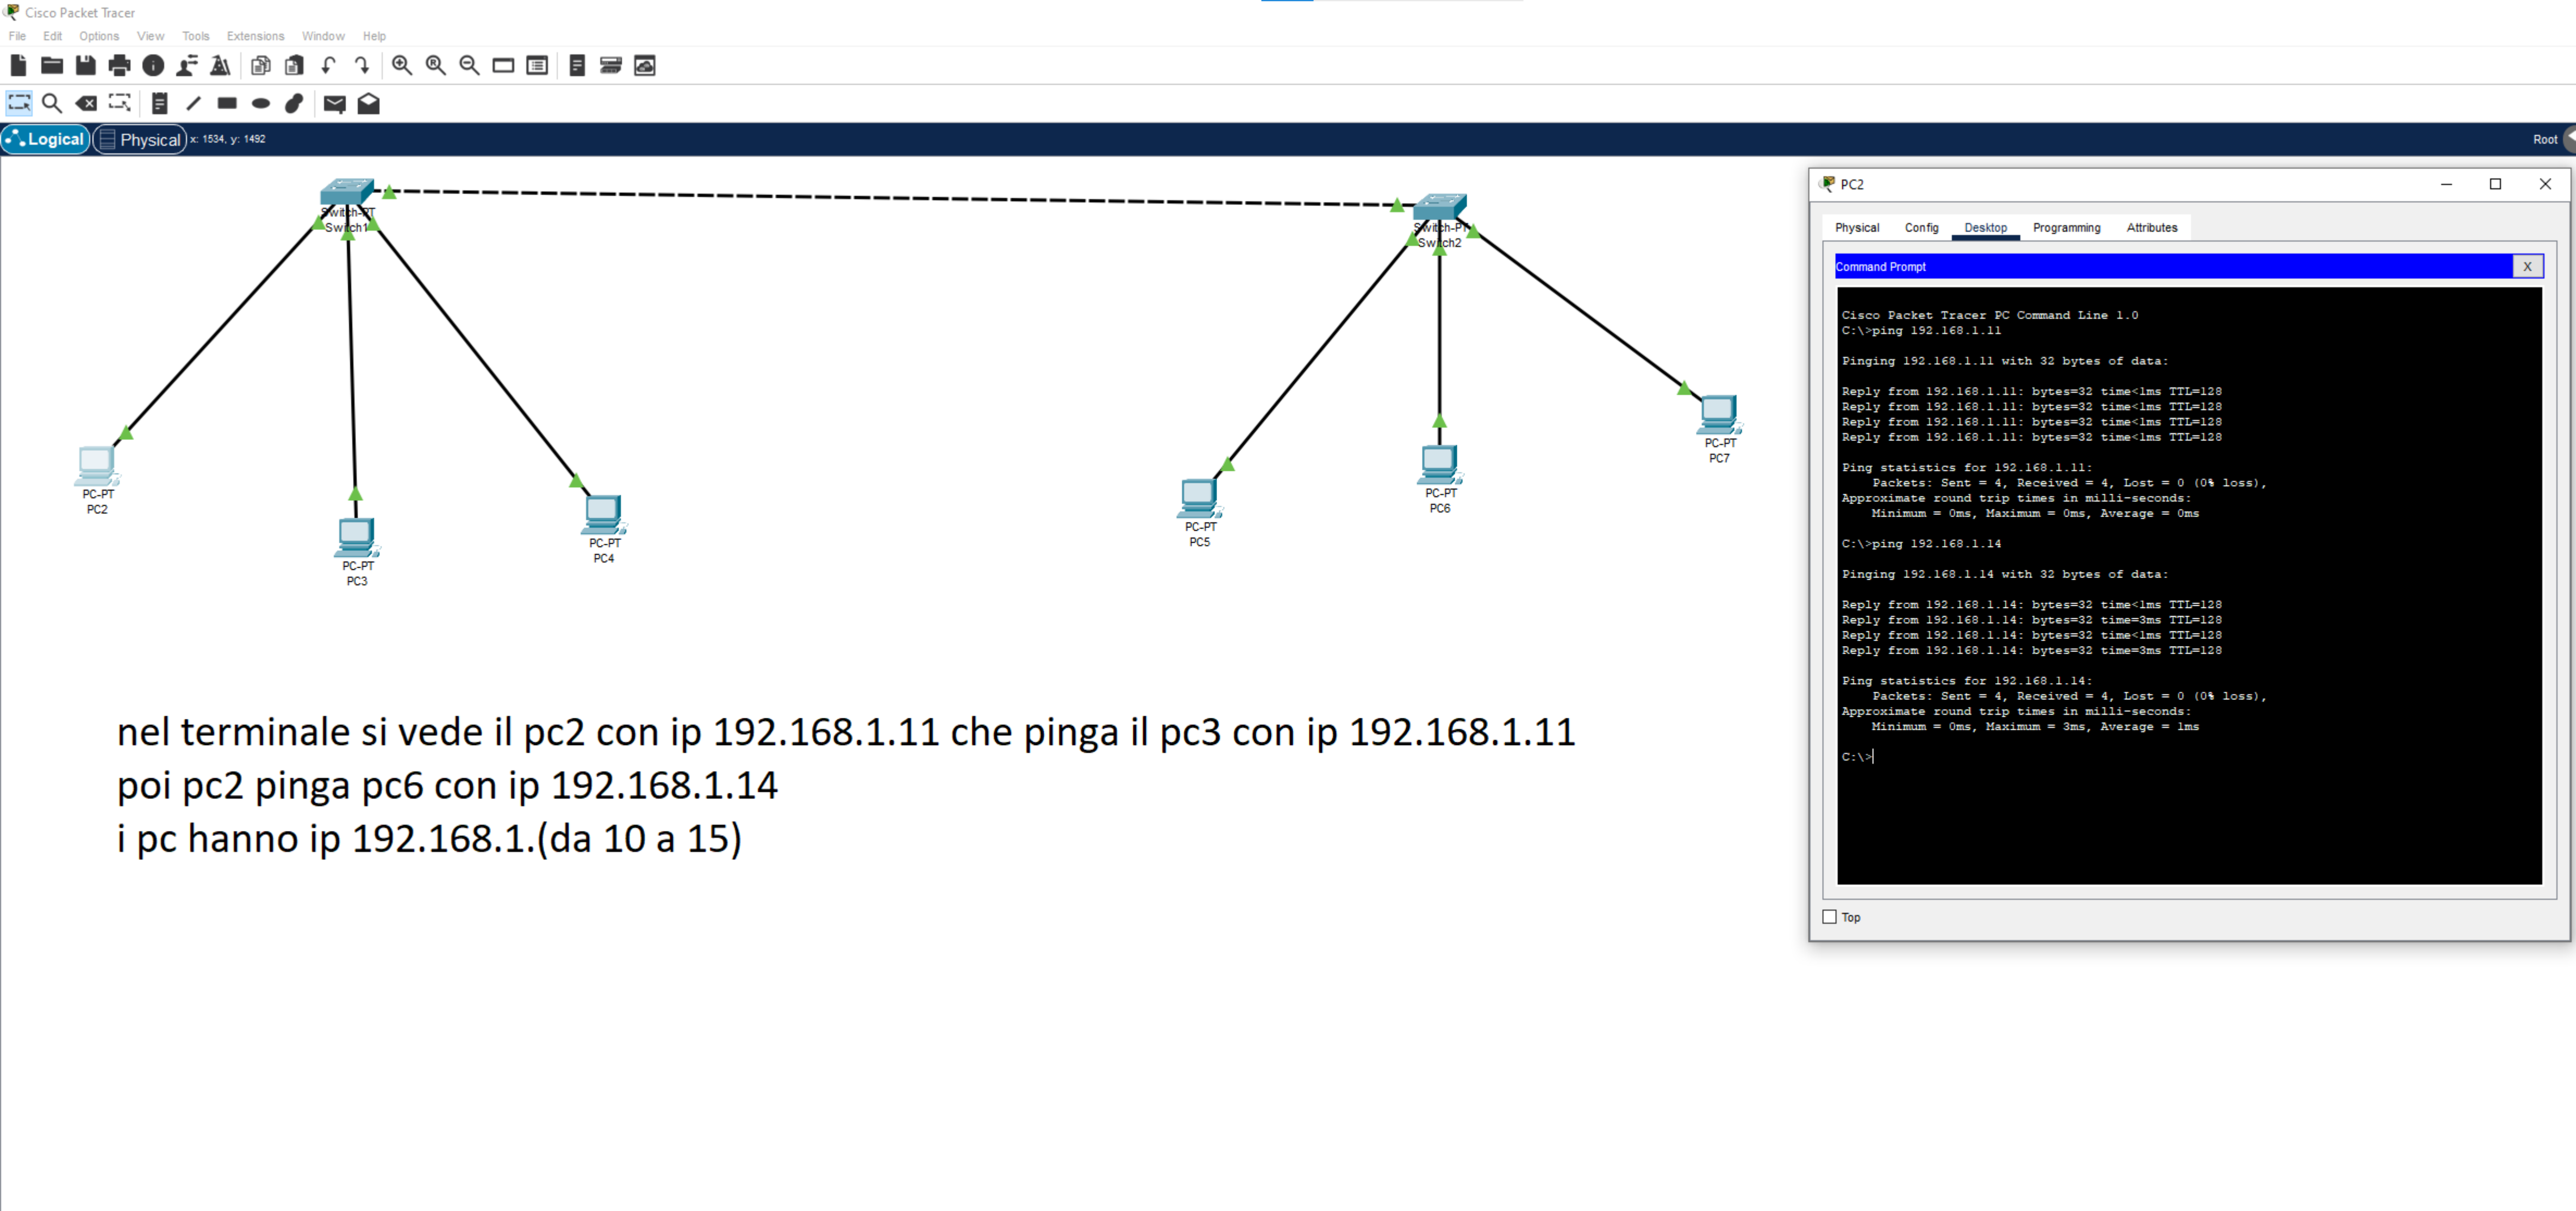 Cisco Packet Tracer
File Edit Options View Tools Extensions Window Help
Logical Physical x: 1534, y: 1492 Root
Switch-PT
Switch1
Switch-PT
Switch2
PC-PT
PC2
PC-PT
PC3
PC-PT
PC4
PC-PT
PC5
PC-PT
PC6
PC-PT
PC7
nel terminale si vede il pc2 con ip 192.168.1.11 che pinga il pc3 con ip 192.168.1.11
poi pc2 pinga pc6 con ip 192.168.1.14
i pc hanno ip 192.168.1.(da 10 a 15)
PC2
Physical Config Desktop Programming Attributes
Command Prompt X
Cisco Packet Tracer PC Command Line 1.0
C:\>ping 192.168.1.11
Pinging 192.168.1.11 with 32 bytes of data:
Reply from 192.168.1.11: bytes=32 time<1ms TTL=128
Reply from 192.168.1.11: bytes=32 time<1ms TTL=128
Reply from 192.168.1.11: bytes=32 time<1ms TTL=128
Reply from 192.168.1.11: bytes=32 time<1ms TTL=128
Ping statistics for 192.168.1.11:
Packets: Sent = 4, Received = 4, Lost = 0 (0% loss),
Approximate round trip times in milli-seconds:
Minimum = 0ms, Maximum = 0ms, Average = 0ms
C:\>ping 192.168.1.14
Pinging 192.168.1.14 with 32 bytes of data:
Reply from 192.168.1.14: bytes=32 time<1ms TTL=128
Reply from 192.168.1.14: bytes=32 time=3ms TTL=128
Reply from 192.168.1.14: bytes=32 time<1ms TTL=128
Reply from 192.168.1.14: bytes=32 time=3ms TTL=128
Ping statistics for 192.168.1.14:
Packets: Sent = 4, Received = 4, Lost = 0 (0% loss),
Approximate round trip times in milli-seconds:
Minimum = 0ms, Maximum = 3ms, Average = 1ms
C:\>
Top